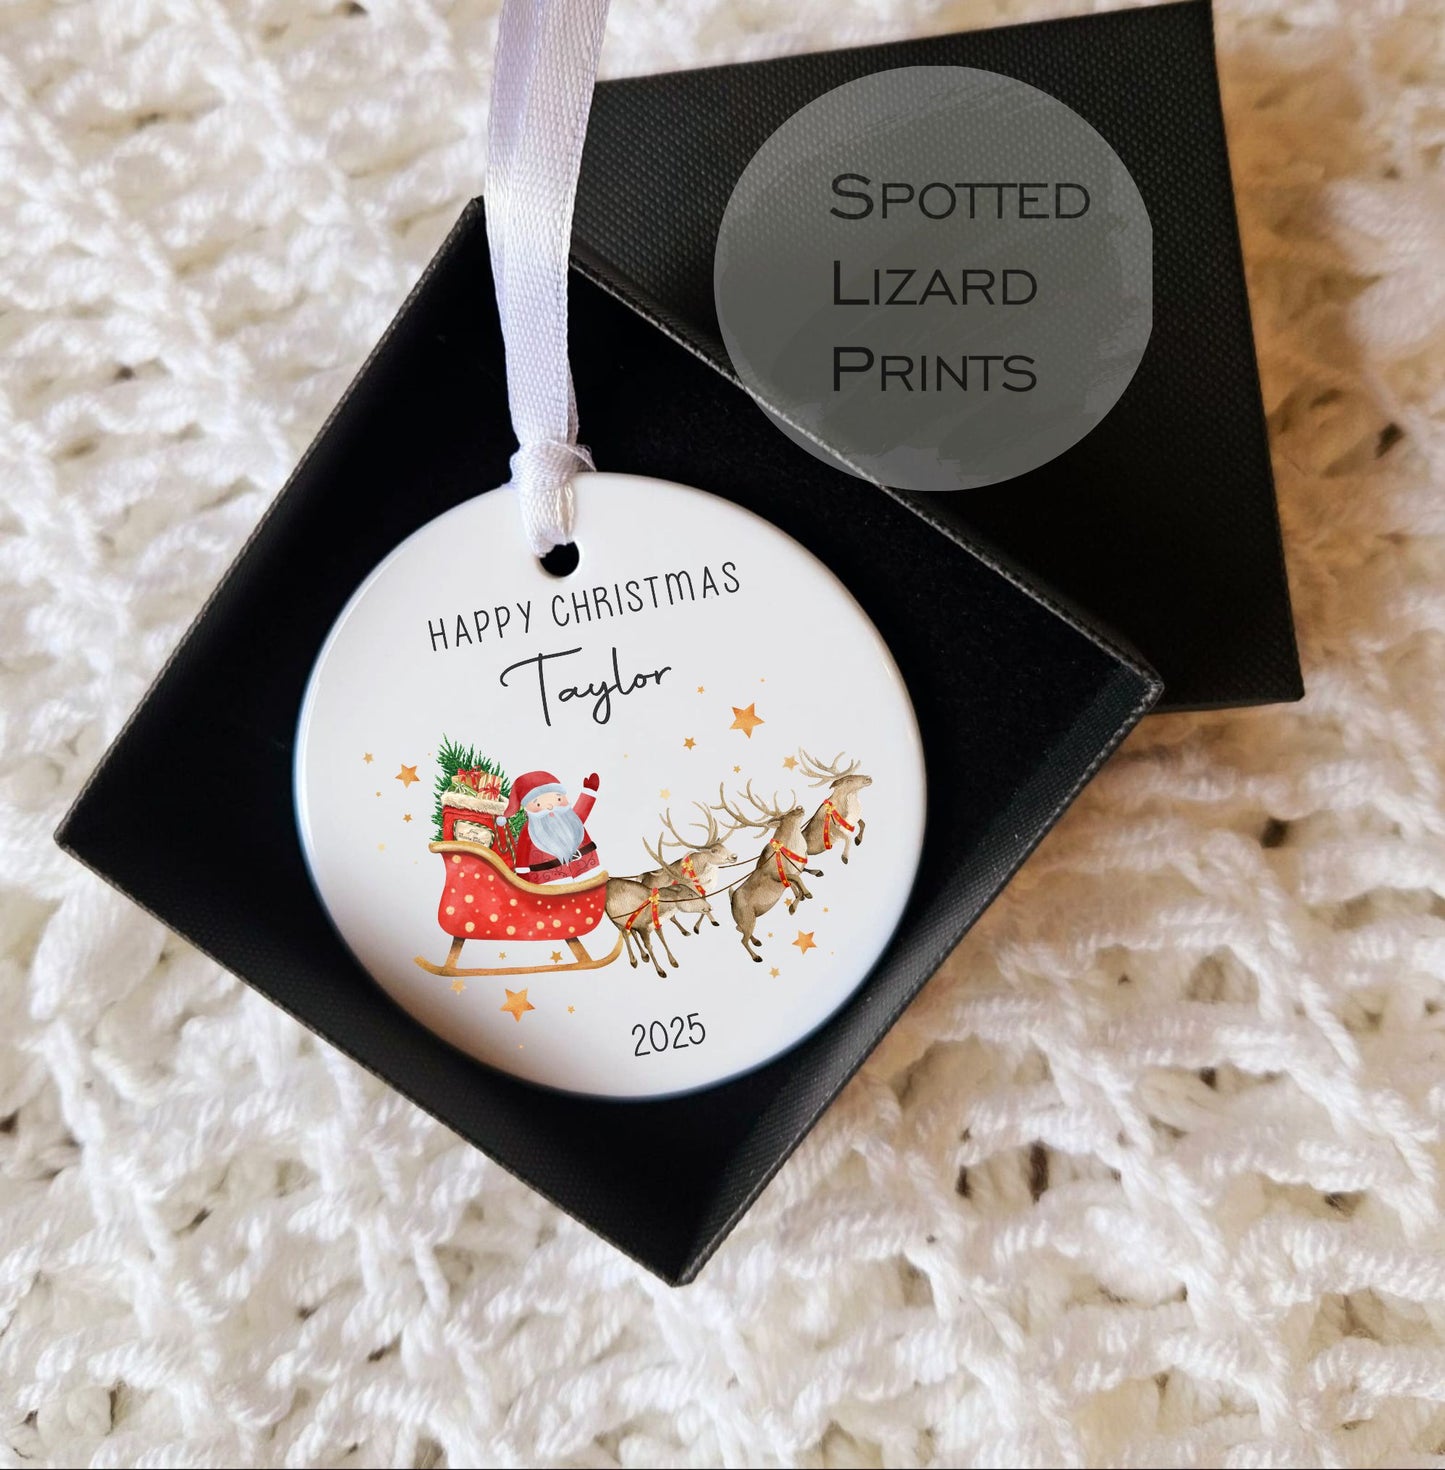 SPOTTED
LIZARD
PRINTS
HAPPY CHRISTMAS
Taylor
2025